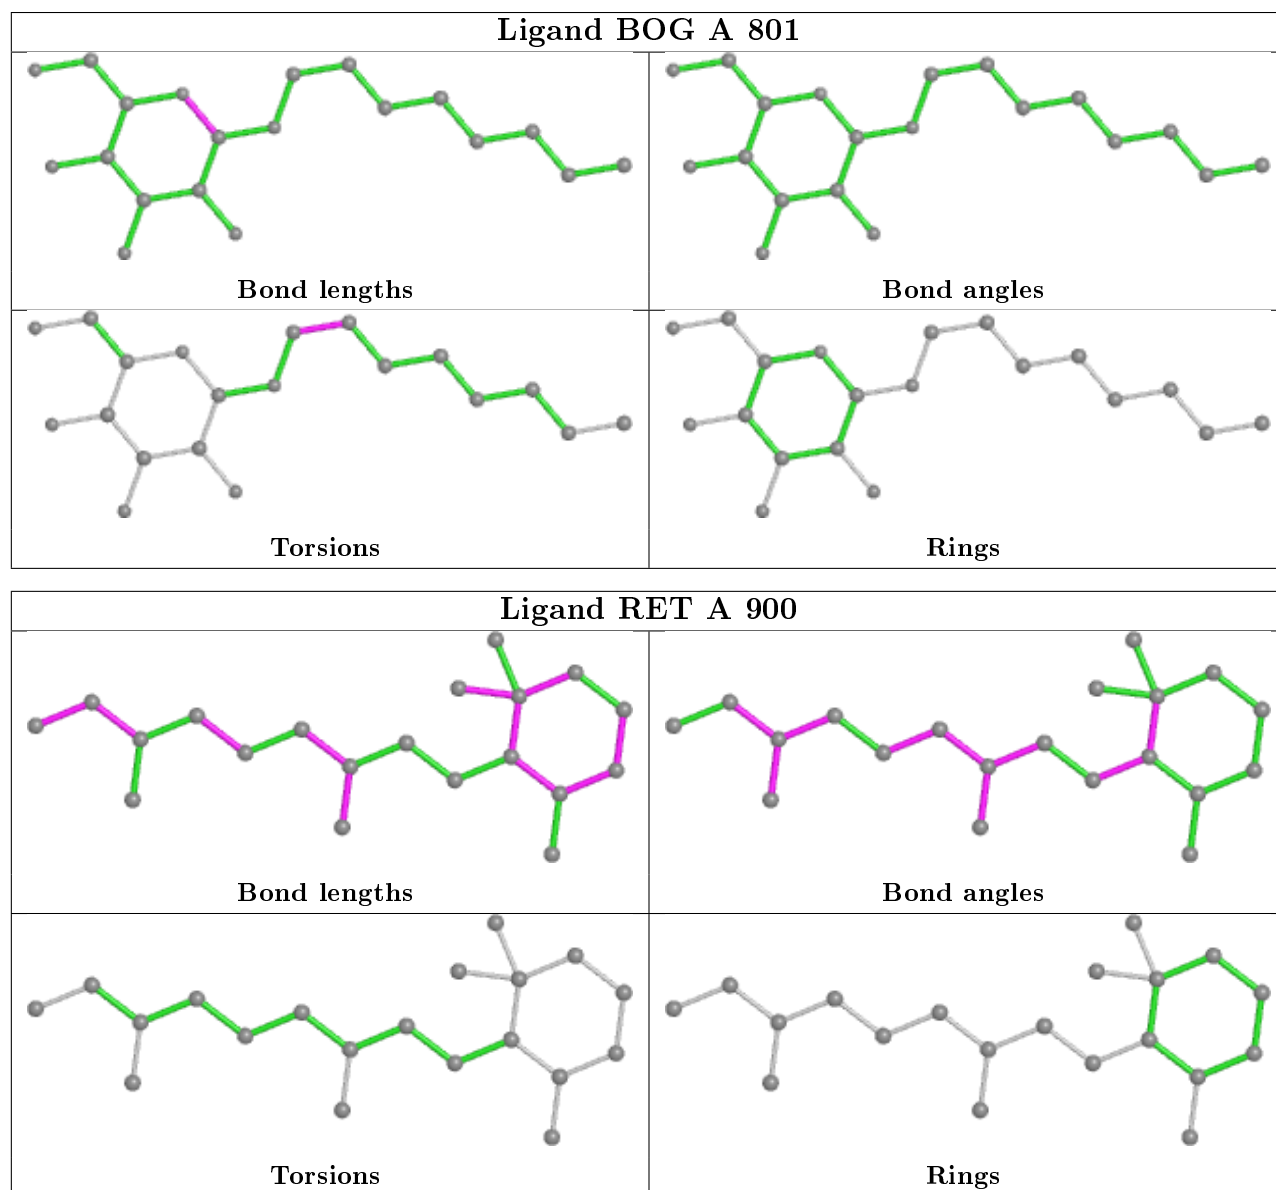 Ligand BOG A 801
Bond lengths
Bond angles
Torsions
Rings
Ligand RET A 900
Bond lengths
Bond angles
Torsions
Rings